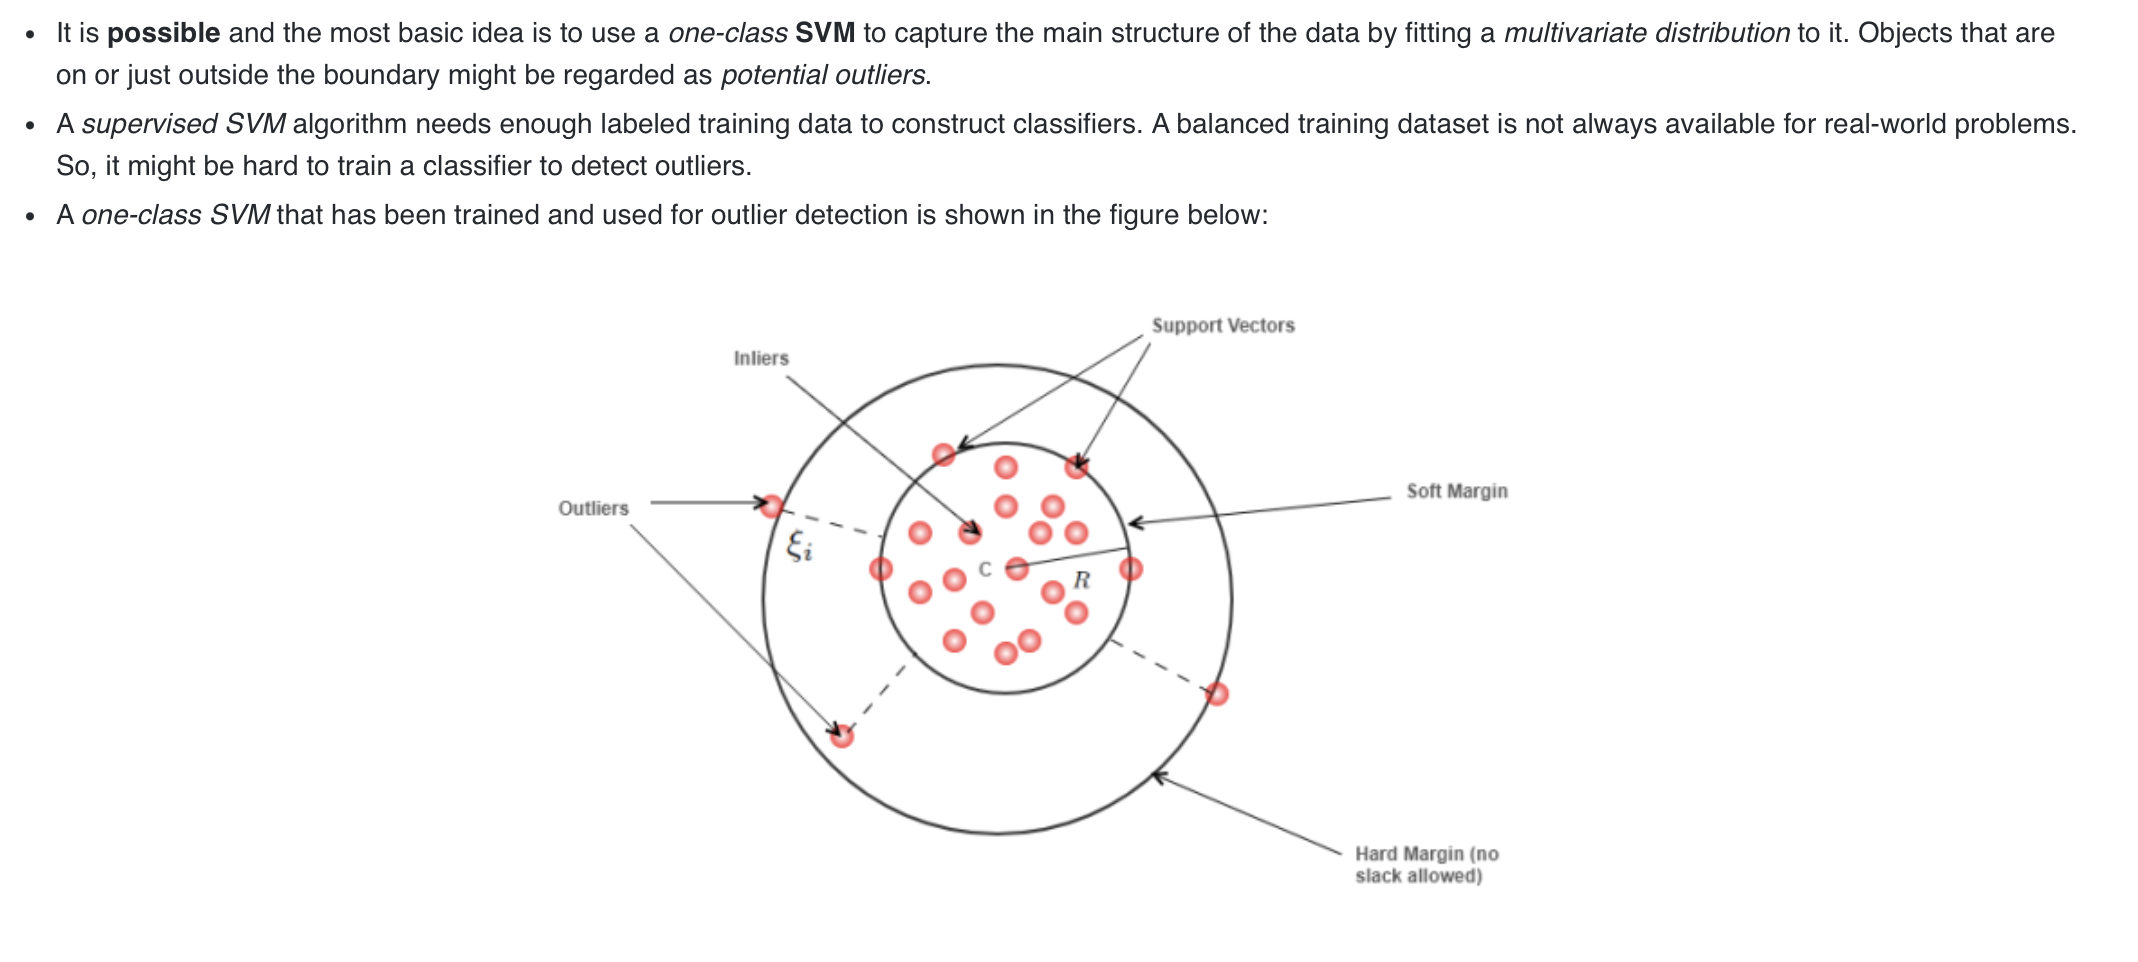 It is possible and the most basic idea is to use a one-class SVM to capture the main structure of the data by fitting a multivariate distribution to it. Objects that are
on or just outside the boundary might be regarded as potential outliers.
A supervised SVM algorithm needs enough labeled training data to construct classifiers. A balanced training dataset is not always available for real-world problems.
So, it might be hard to train a classifier to detect outliers.
A one-class SVM that has been trained and used for outlier detection is shown in the figure below:
Support Vectors
Inliers
Soft Margin
Outliers
ξi
C
R
Hard Margin (no
slack allowed)